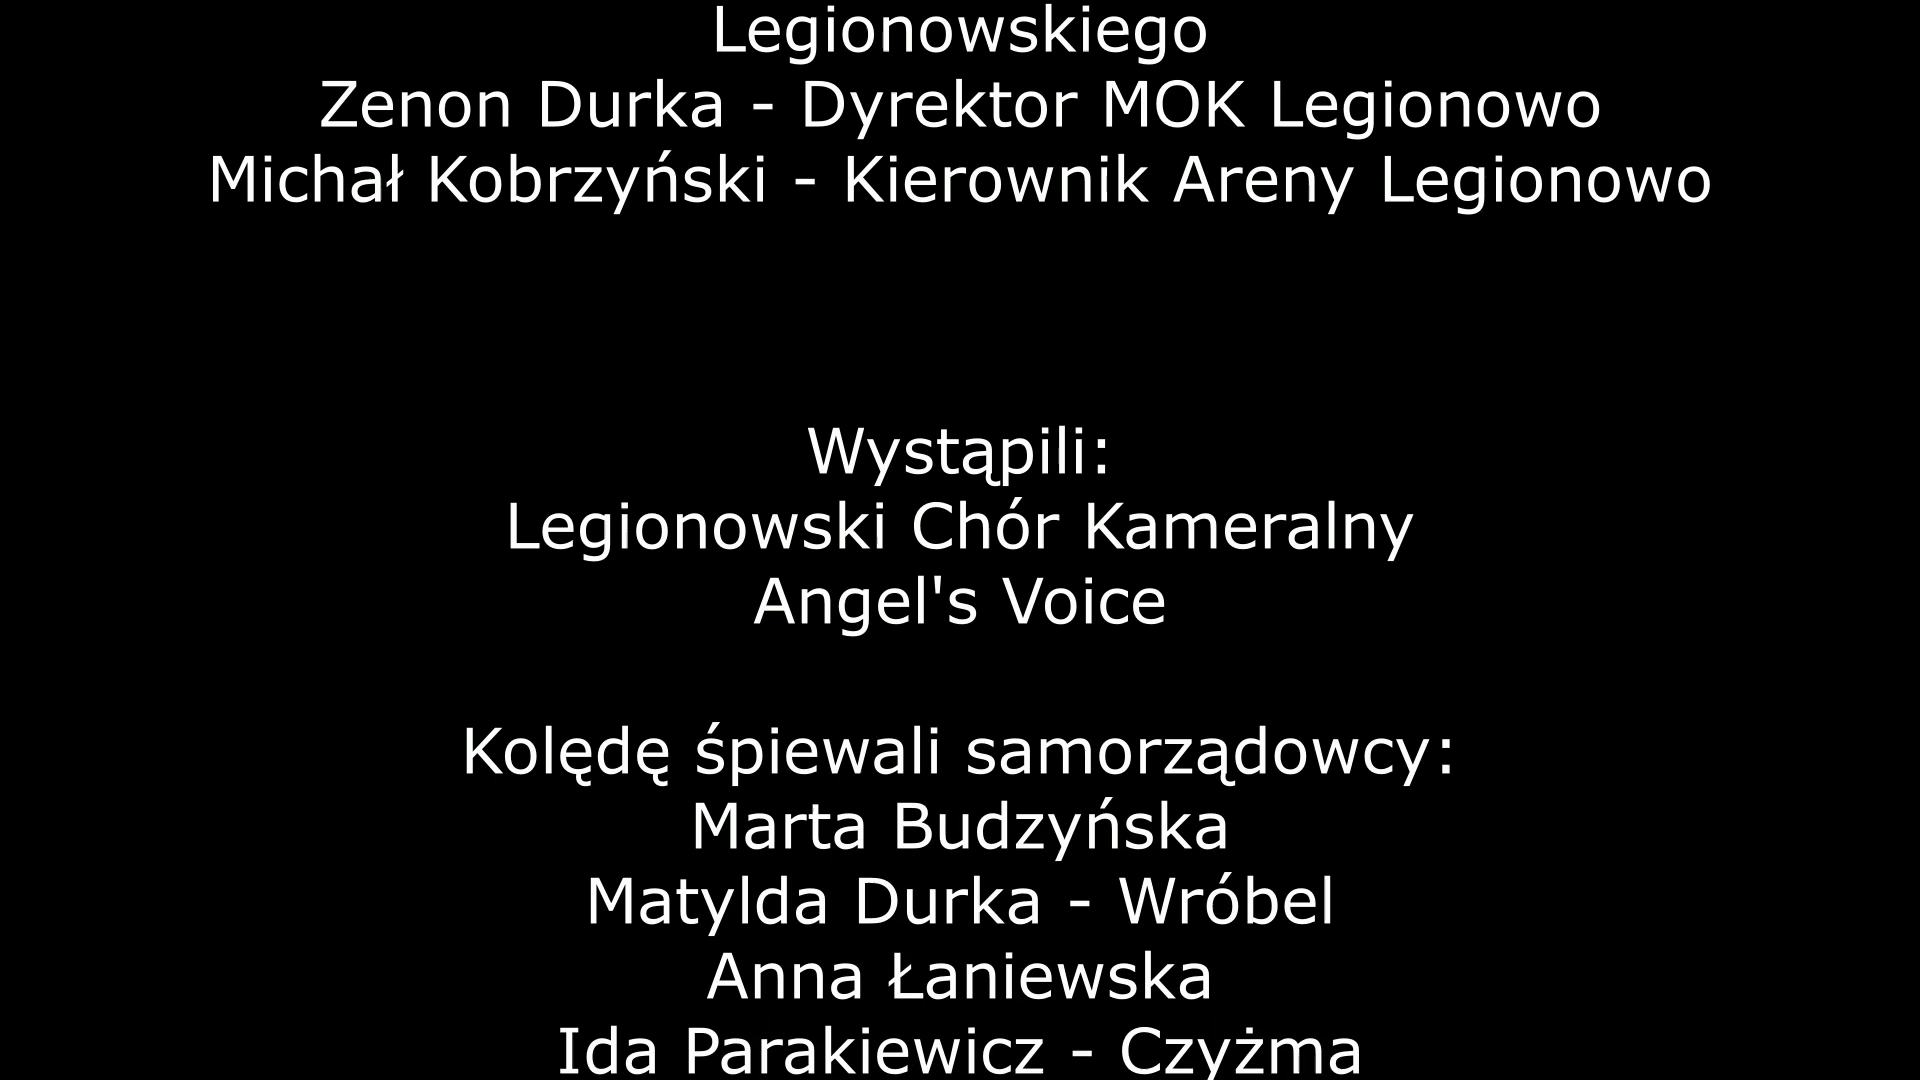 Legionowskiego
Zenon Durka - Dyrektor MOK Legionowo
Michał Kobrzyński - Kierownik Areny Legionowo
Wystąpili:
Legionowski Chór Kameralny
Angel's Voice
Kolędę śpiewali samorządowcy:
Marta Budzyńska
Matylda Durka - Wróbel
Anna Łaniewska
Ida Parakiewicz - Czyżma